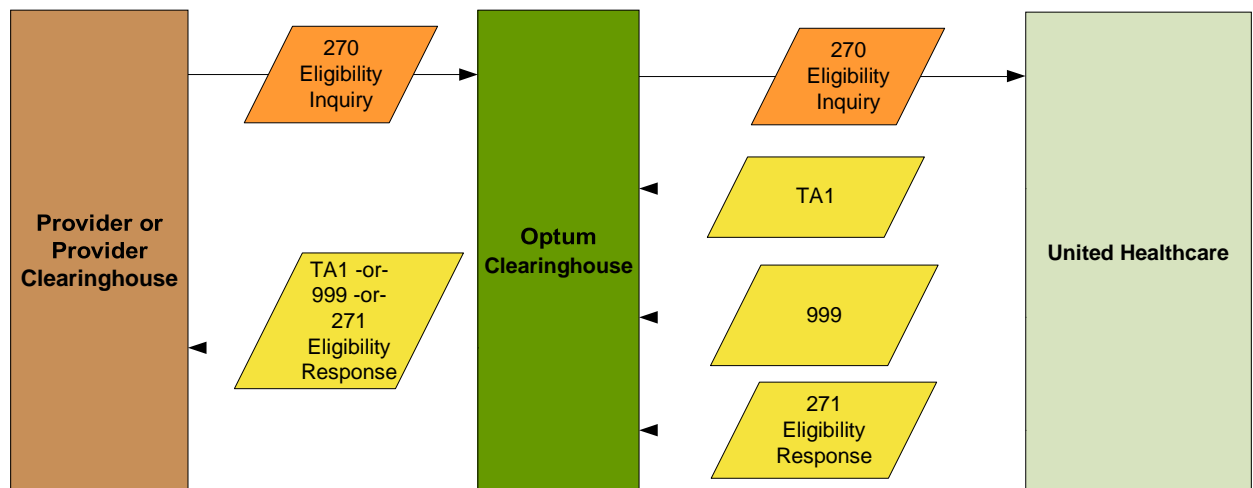 270
Eligibility
Inquiry
270
Eligibility
Inquiry
TA1
Provider or
Provider
Clearinghouse
Optum
Clearinghouse
United Healthcare
TA1 -or-
999 -or-
271
Eligibility
Response
999
271
Eligibility
Response